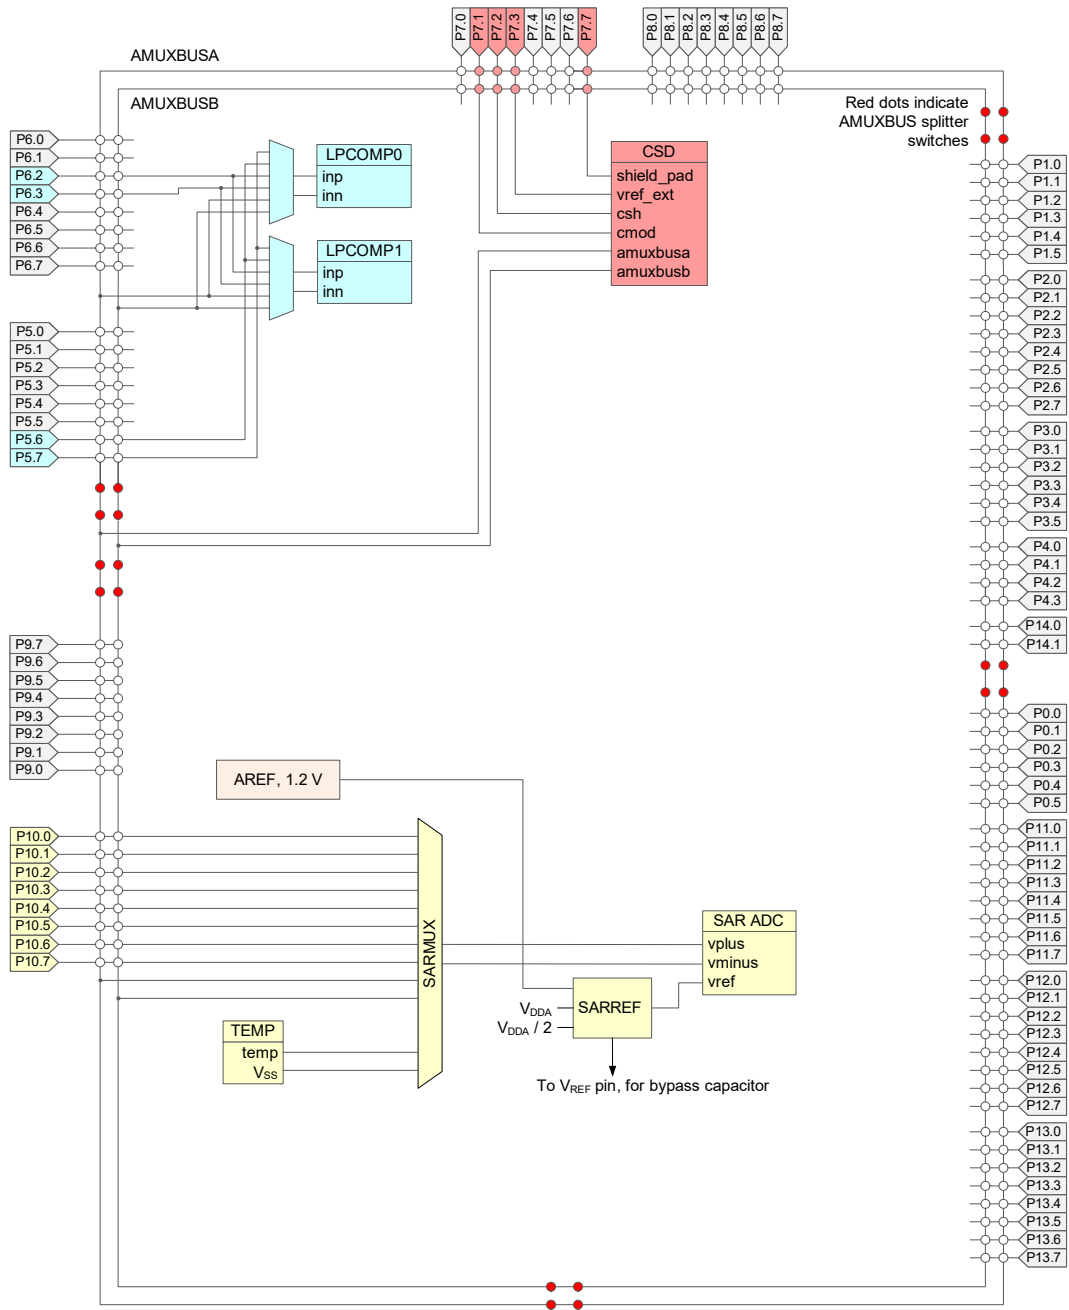 P7.0
P7.1
P7.2
P7.3
P7.4
P7.5
P7.6
P7.7
P8.0
P8.1
P8.2
P8.3
P8.4
P8.5
P8.6
P8.7
AMUXBUSA
AMUXBUSB
Red dots indicate
AMUXBUS splitter
switches
P6.0
P6.1
P6.2
P6.3
P6.4
P6.5
P6.6
P6.7
LPCOMP0
inp
inn
LPCOMP1
inp
inn
CSD
shield_pad
vref_ext
csh
cmod
amuxbusa
amuxbusb
P1.0
P1.1
P1.2
P1.3
P1.4
P1.5
P2.0
P2.1
P2.2
P2.3
P2.4
P2.5
P2.6
P2.7
P5.0
P5.1
P5.2
P5.3
P5.4
P5.5
P5.6
P5.7
P3.0
P3.1
P3.2
P3.3
P3.4
P3.5
P4.0
P4.1
P4.2
P4.3
P14.0
P14.1
P9.7
P9.6
P9.5
P9.4
P9.3
P9.2
P9.1
P9.0
P0.0
P0.1
P0.2
P0.3
P0.4
P0.5
AREF, 1.2 V
P10.0
P10.1
P10.2
P10.3
P10.4
P10.5
P10.6
P10.7
SARMUX
SAR ADC
vplus
vminus
vref
SARREF
VDDA
VDDA / 2
TEMP
temp
VSS
To VREF pin, for bypass capacitor
P11.0
P11.1
P11.2
P11.3
P11.4
P11.5
P11.6
P11.7
P12.0
P12.1
P12.2
P12.3
P12.4
P12.5
P12.6
P12.7
P13.0
P13.1
P13.2
P13.3
P13.4
P13.5
P13.6
P13.7